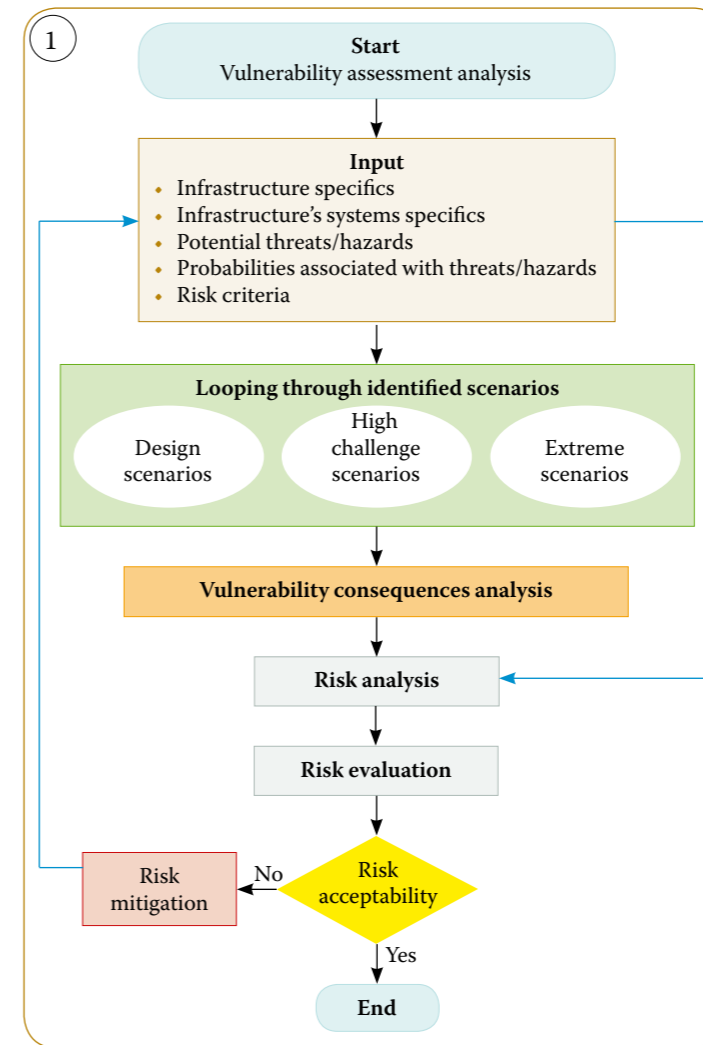 1
Start
Vulnerability assessment analysis
Input
• Infrastructure specifics
• Infrastructure's systems specifics
• Potential threats/hazards
• Probabilities associated with threats/hazards
• Risk criteria
Looping through identified scenarios
Design
scenarios
High
challenge
scenarios
Extreme
scenarios
Vulnerability consequences analysis
Risk analysis
Risk evaluation
Risk
acceptability
No
Risk
mitigation
Yes
End